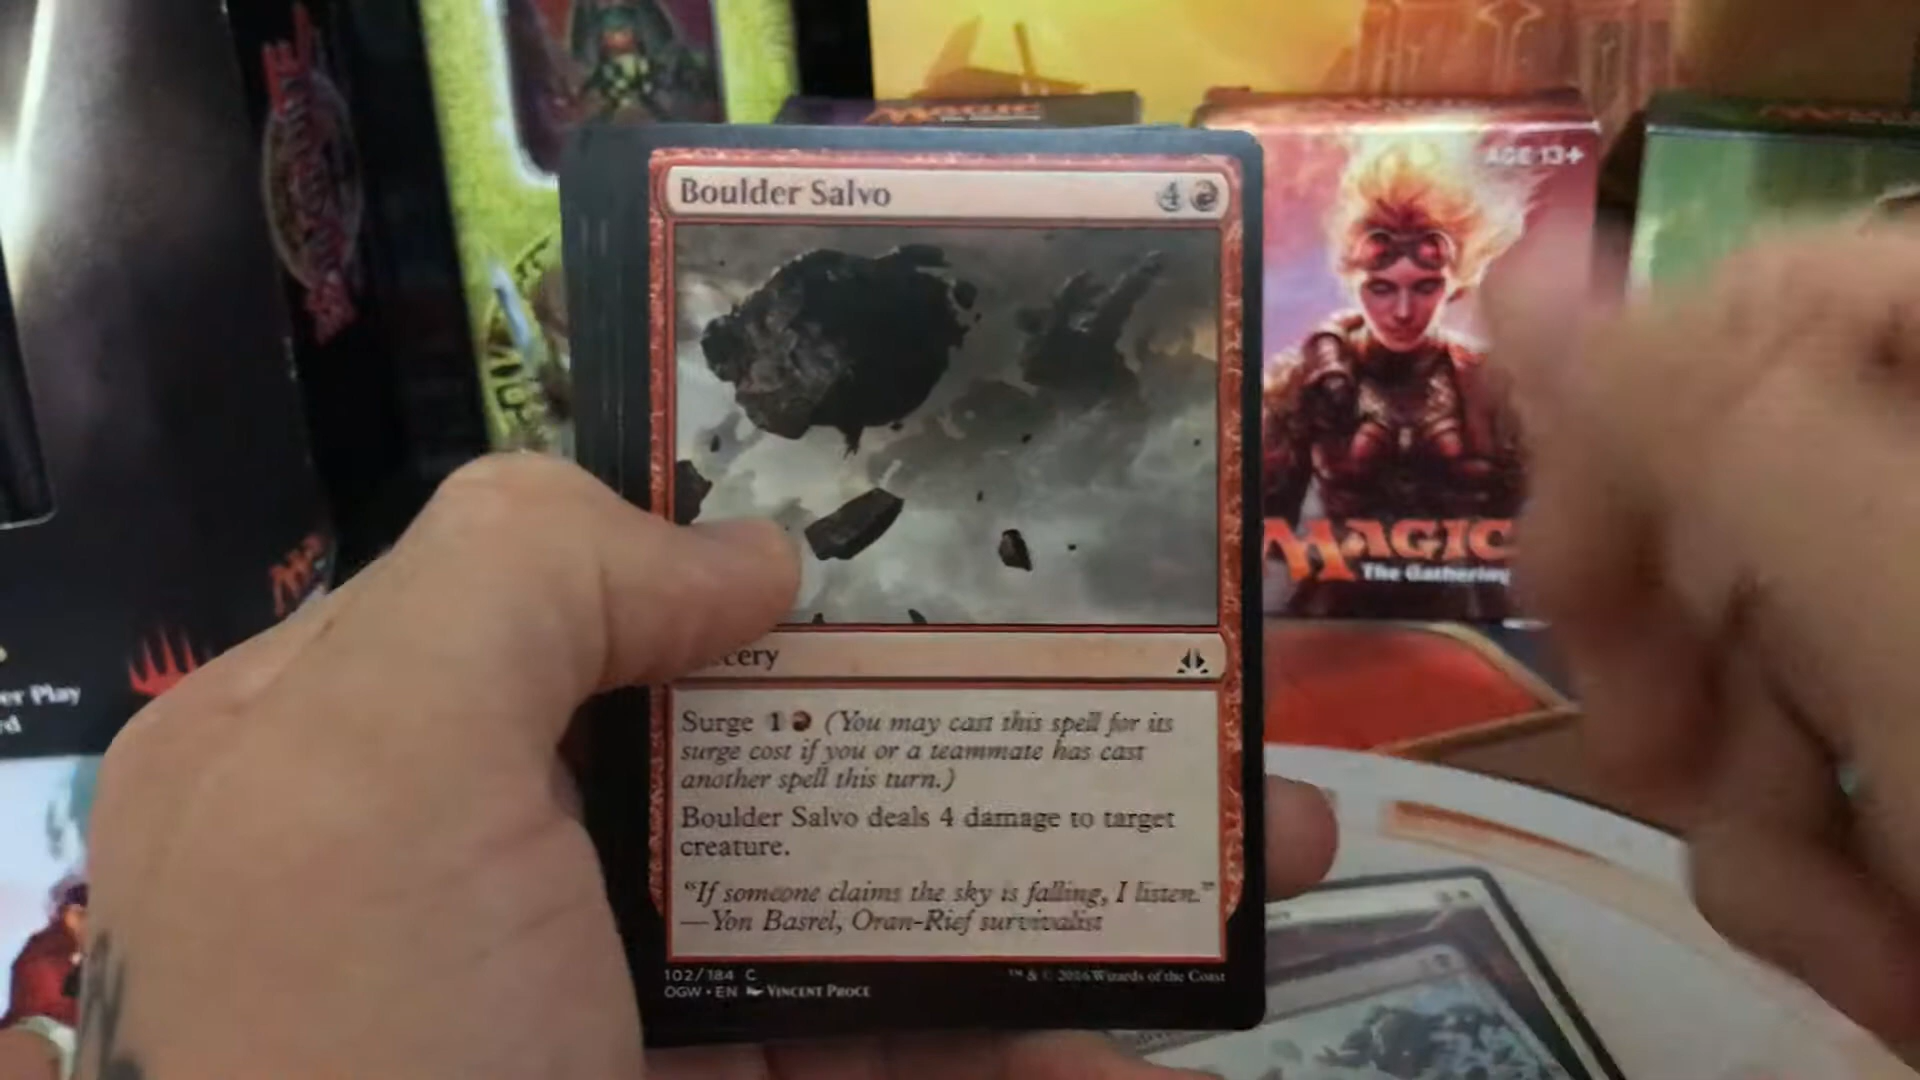 AGE 13+
Boulder Salvo 4
MAGIC
The Gathering
Surge 1 (You may cast this spell for its
surge cost if you or a teammate has cast
another spell this turn.)
Boulder Salvo deals 4 damage to target
creature.
"If someone claims the sky is falling, I listen."
—Yon Basrel, Oran-Rief survivalist
102/184 C
OGW • EN VINCENT PROCE
™ & © 2016 Wizards of the Coast
Play